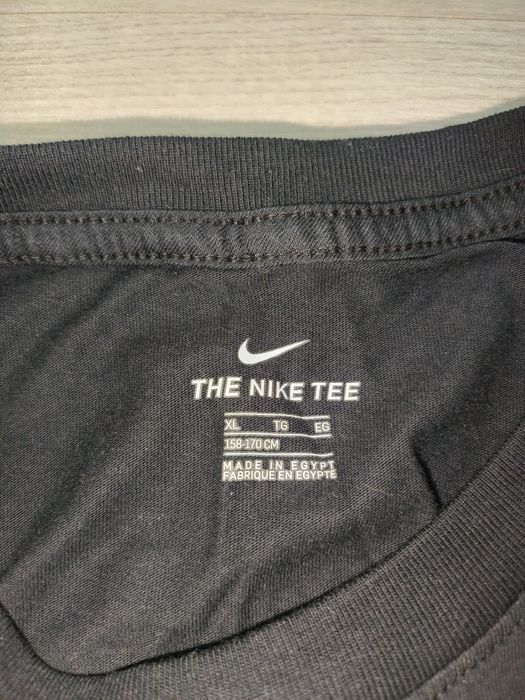 THE NIKE TEE
XL TG EG
158-170 CM
MADE IN EGYPT
FABRIQUE EN EGYPTE